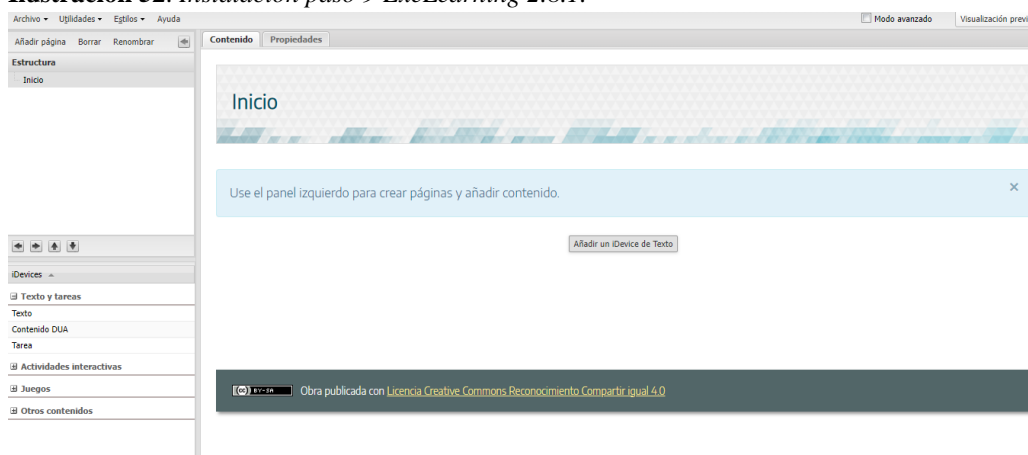 Ilustración 32. Instalación paso 9 ExeLearning 2.8.1.
Archivo Utilidades Estilos Ayuda
Modo avanzado Visualización previ
Añadir página Borrar Renombrar
Contenido Propiedades
Estructura
Inicio
Inicio
Use el panel izquierdo para crear páginas y añadir contenido. ×
Añadir un iDevice de Texto
iDevices
Texto y tareas
Texto
Contenido DUA
Tarea
Actividades interactivas
Juegos
Otros contenidos
(cc) BY-SA Obra publicada con Licencia Creative Commons Reconocimiento Compartir igual 4.0